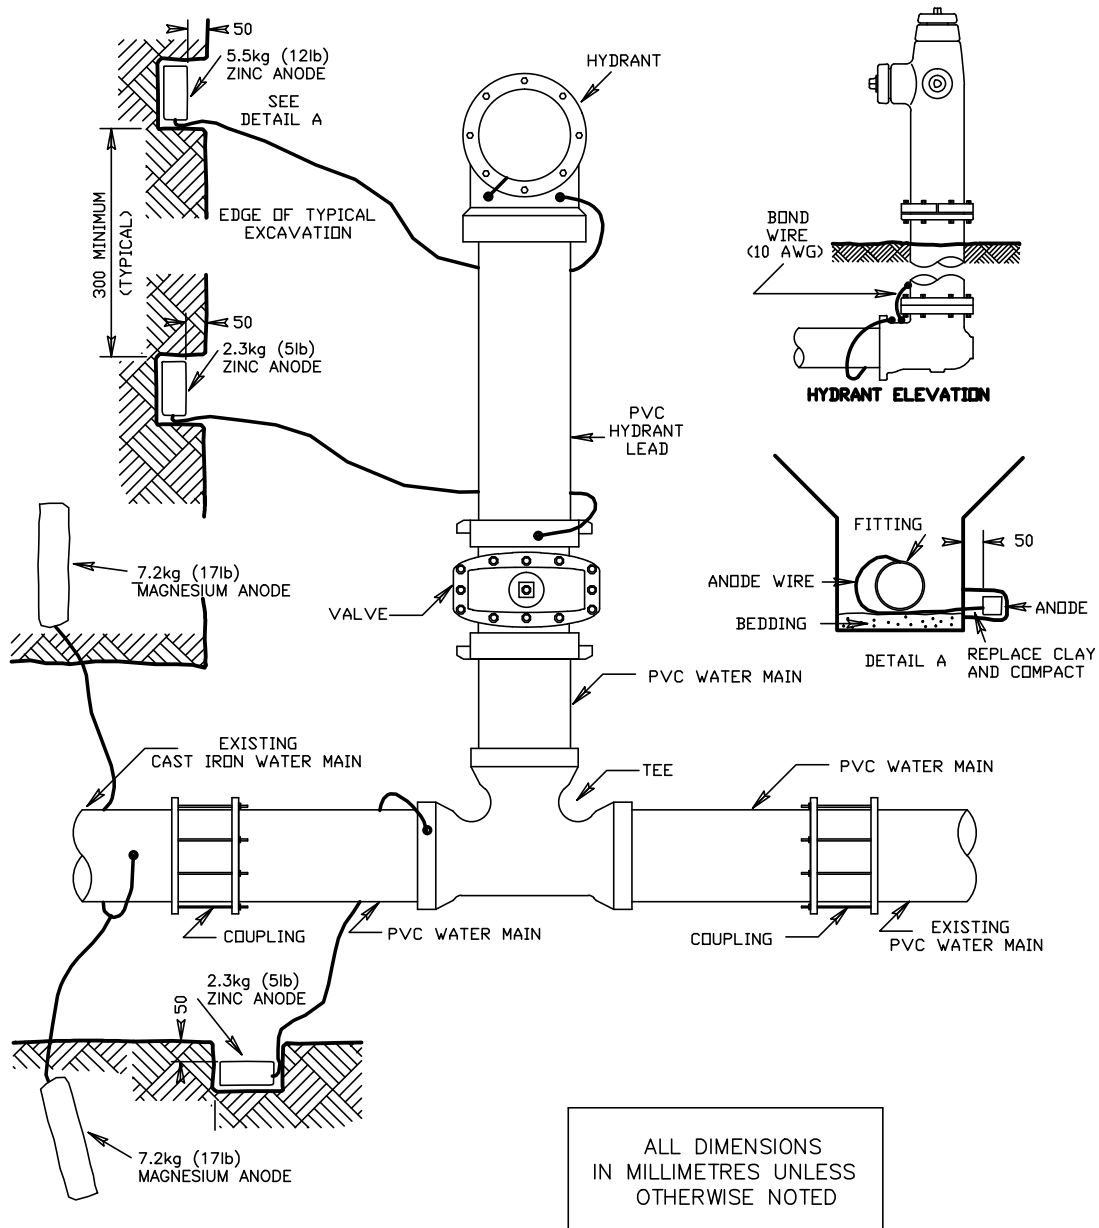 50
5.5kg (12lb)
ZINC ANODE
SEE
DETAIL A
HYDRANT
300 MINIMUM
(TYPICAL)
EDGE OF TYPICAL
EXCAVATION
BOND
WIRE
(10 AWG)
50
2.3kg (5lb)
ZINC ANODE
HYDRANT ELEVATION
PVC
HYDRANT
LEAD
FITTING
50
7.2kg (17lb)
MAGNESIUM ANODE
ANODE WIRE
VALVE
BEDDING
ANODE
DETAIL A
REPLACE CLAY
AND COMPACT
PVC WATER MAIN
EXISTING
CAST IRON WATER MAIN
TEE
PVC WATER MAIN
COUPLING
PVC WATER MAIN
COUPLING
EXISTING
PVC WATER MAIN
2.3kg (5lb)
ZINC ANODE
50
7.2kg (17lb)
MAGNESIUM ANODE
ALL DIMENSIONS
IN MILLIMETRES UNLESS
OTHERWISE NOTED